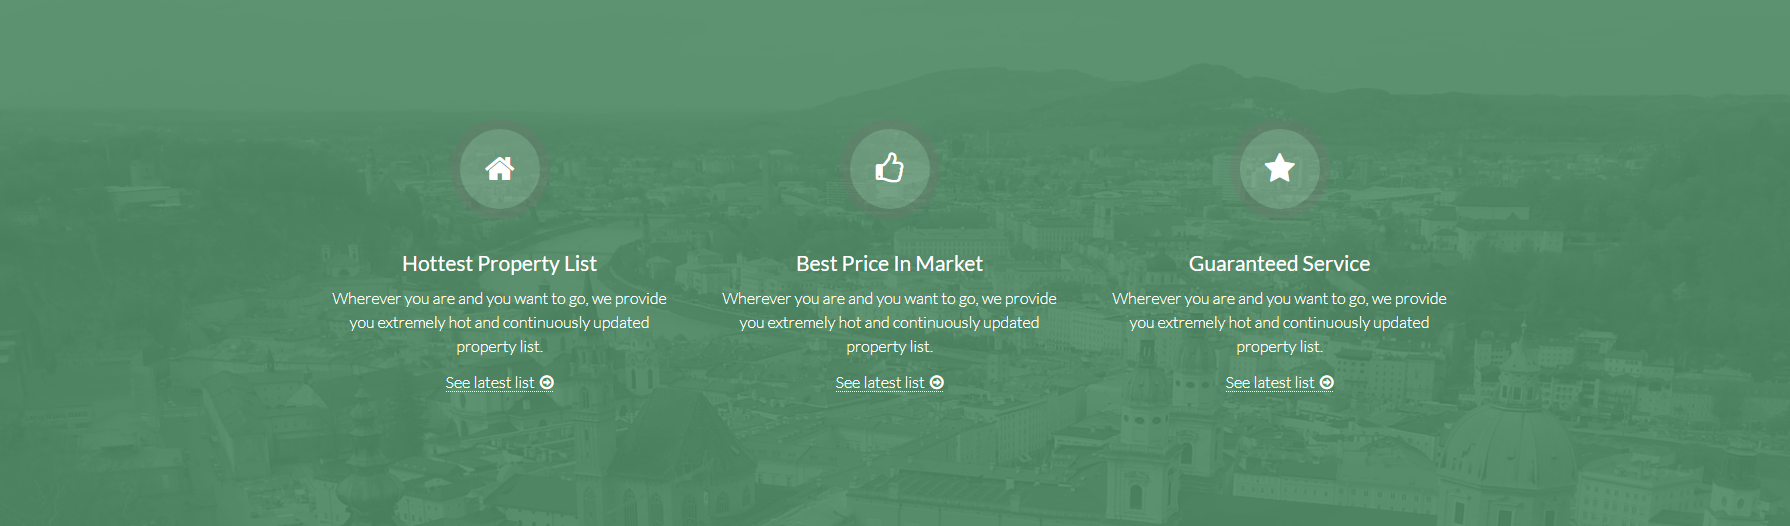 Hottest Property List
Wherever you are and you want to go, we provide
you extremely hot and continuously updated
property list.
See latest list
Best Price In Market
Wherever you are and you want to go, we provide
you extremely hot and continuously updated
property list.
See latest list
Guaranteed Service
Wherever you are and you want to go, we provide
you extremely hot and continuously updated
property list.
See latest list